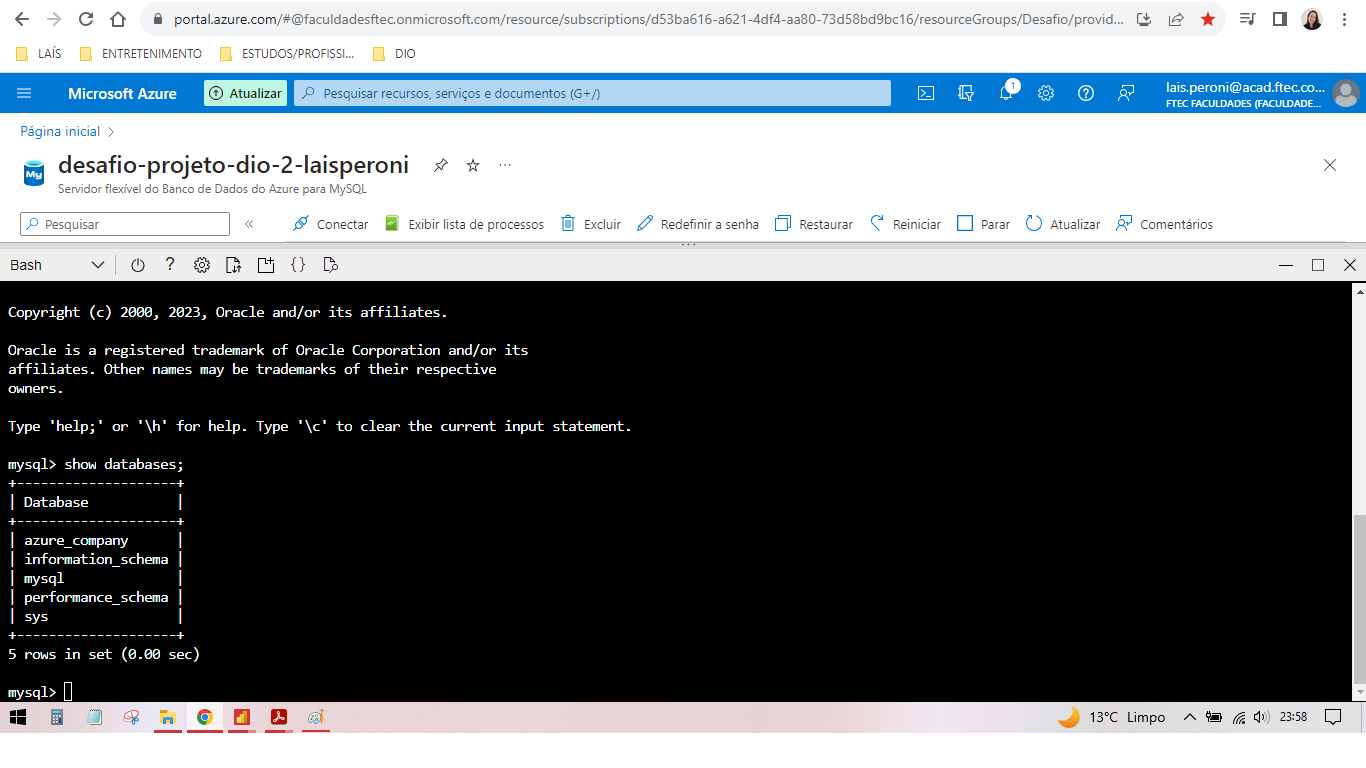 portal.azure.com/#@faculdadesftec.onmicrosoft.com/resource/subscriptions/d53ba616-a621-4df4-aa80-73d58bd9bc16/resourceGroups/Desafio/provid...
LAÍS ENTRETENIMENTO ESTUDOS/PROFISSI... DIO
Microsoft Azure Atualizar Pesquisar recursos, serviços e documentos (G+/) 1 lais.peroni@acad.ftec.co...
FTEC FACULDADES (FACULDADE...
Página inicial >
My desafio-projeto-dio-2-laisperoni ...
Servidor flexível do Banco de Dados do Azure para MySQL
Pesquisar « Conectar Exibir lista de processos Excluir Redefinir a senha Restaurar Reiniciar Parar Atualizar Comentários
Bash ? { }
Copyright (c) 2000, 2023, Oracle and/or its affiliates.
Oracle is a registered trademark of Oracle Corporation and/or its
affiliates. Other names may be trademarks of their respective
owners.
Type 'help;' or '\h' for help. Type '\c' to clear the current input statement.
mysql> show databases;
+--------------------+
| Database           |
+--------------------+
| azure_company      |
| information_schema |
| mysql              |
| performance_schema |
| sys                |
+--------------------+
5 rows in set (0.00 sec)
mysql>
13°C Limpo 23:58